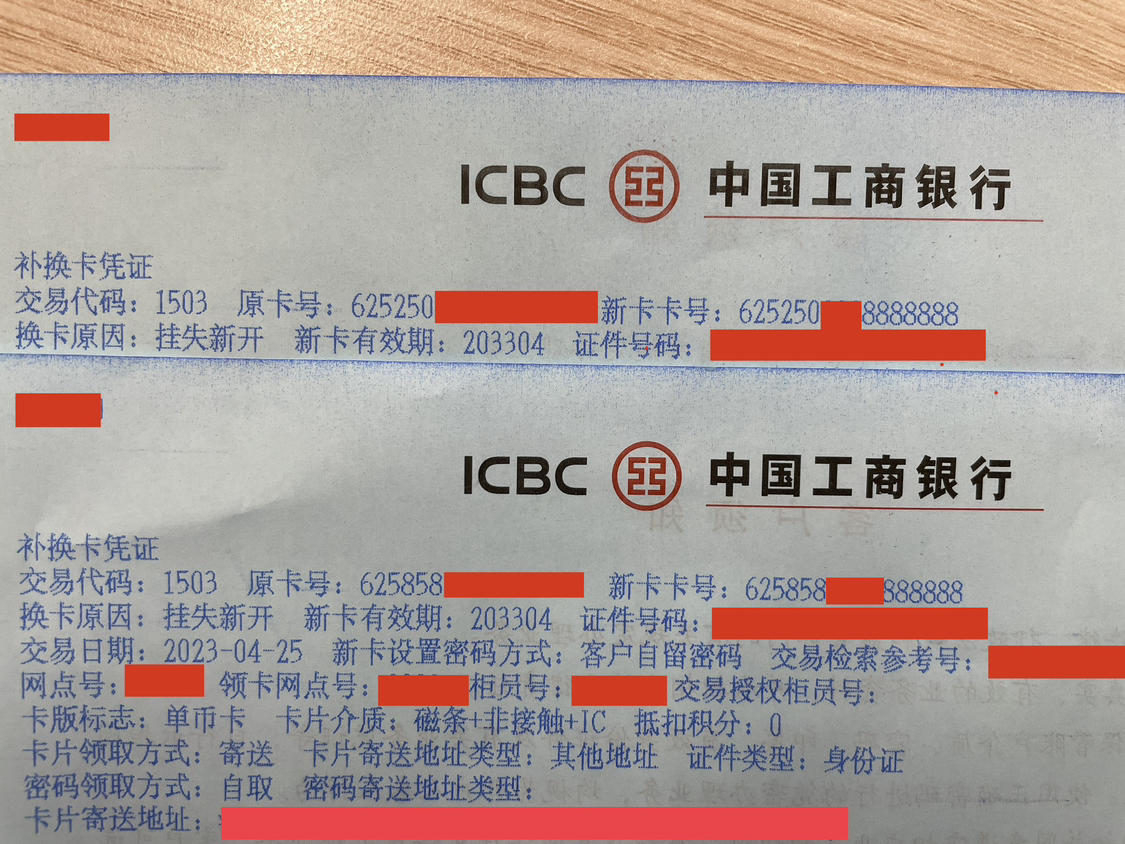 ICBC 中国工商银行
补换卡凭证
交易代码：1503 原卡号：625250 新卡卡号：625250 8888888
换卡原因：挂失新开 新卡有效期：203304 证件号码：
ICBC 中国工商银行
补换卡凭证
交易代码：1503 原卡号：625858 新卡卡号：625858 888888
换卡原因：挂失新开 新卡有效期：203304 证件号码：
交易日期：2023-04-25 新卡设置密码方式：客户自留密码 交易检索参考号：
网点号： 领卡网点号： 柜员号： 交易授权柜员号：
卡版标志：单币卡 卡片介质：磁条+非接触+IC 抵扣积分：0
卡片领取方式：寄送 卡片寄送地址类型：其他地址 证件类型：身份证
密码领取方式：自取 密码寄送地址类型：
卡片寄送地址：